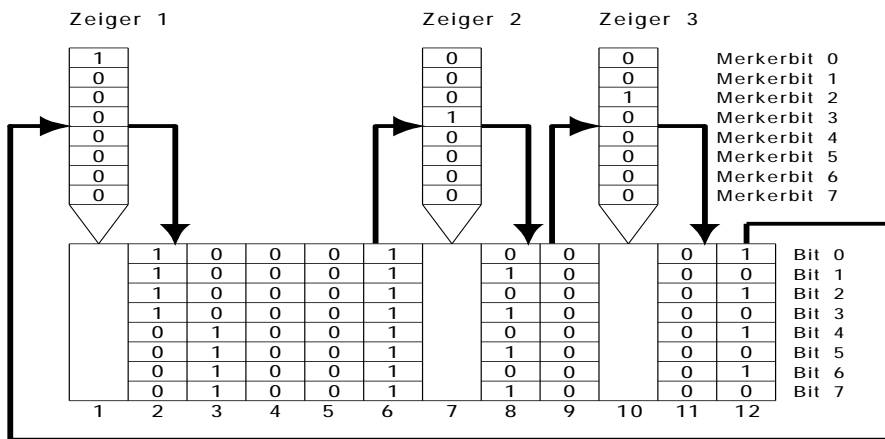 Zeiger 1 Zeiger 2 Zeiger 3
1 0 0 Merkerbit 0
0 0 0 Merkerbit 1
0 0 1 Merkerbit 2
0 1 0 Merkerbit 3
0 0 0 Merkerbit 4
0 0 0 Merkerbit 5
0 0 0 Merkerbit 6
0 0 0 Merkerbit 7
1 0 0 0 1 0 0 0 1 Bit 0
1 0 0 0 1 1 0 0 0 Bit 1
1 0 0 0 1 0 0 0 1 Bit 2
1 0 0 0 1 1 0 0 0 Bit 3
0 1 0 0 1 0 0 0 1 Bit 4
0 1 0 0 1 1 0 0 0 Bit 5
0 1 0 0 1 0 0 0 1 Bit 6
0 1 0 0 1 1 0 0 0 Bit 7
1 2 3 4 5 6 7 8 9 10 11 12